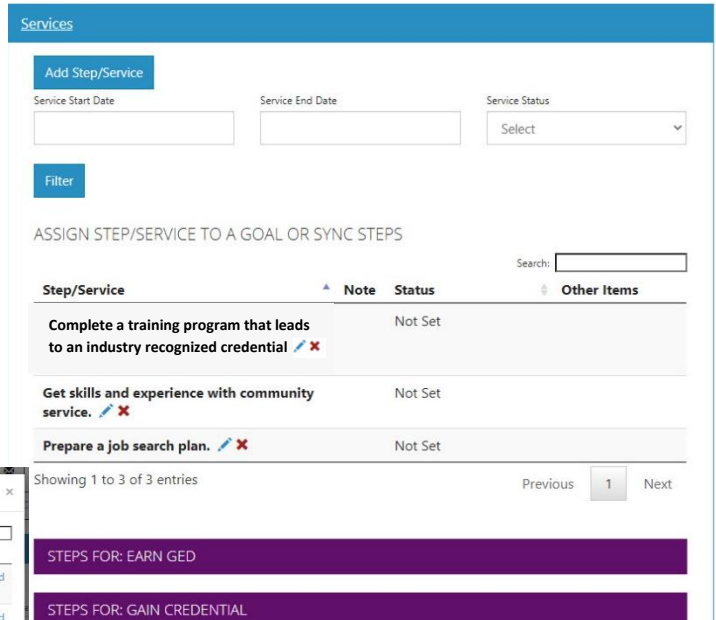 Services
Add Step/Service
Service Start Date Service End Date Service Status
Select
Filter
ASSIGN STEP/SERVICE TO A GOAL OR SYNC STEPS
Search:
Step/Service Note Status Other Items
Complete a training program that leads
to an industry recognized credential
Not Set
Get skills and experience with community
service.
Not Set
Prepare a job search plan. Not Set
Showing 1 to 3 of 3 entries Previous 1 Next
STEPS FOR: EARN GED
STEPS FOR: GAIN CREDENTIAL